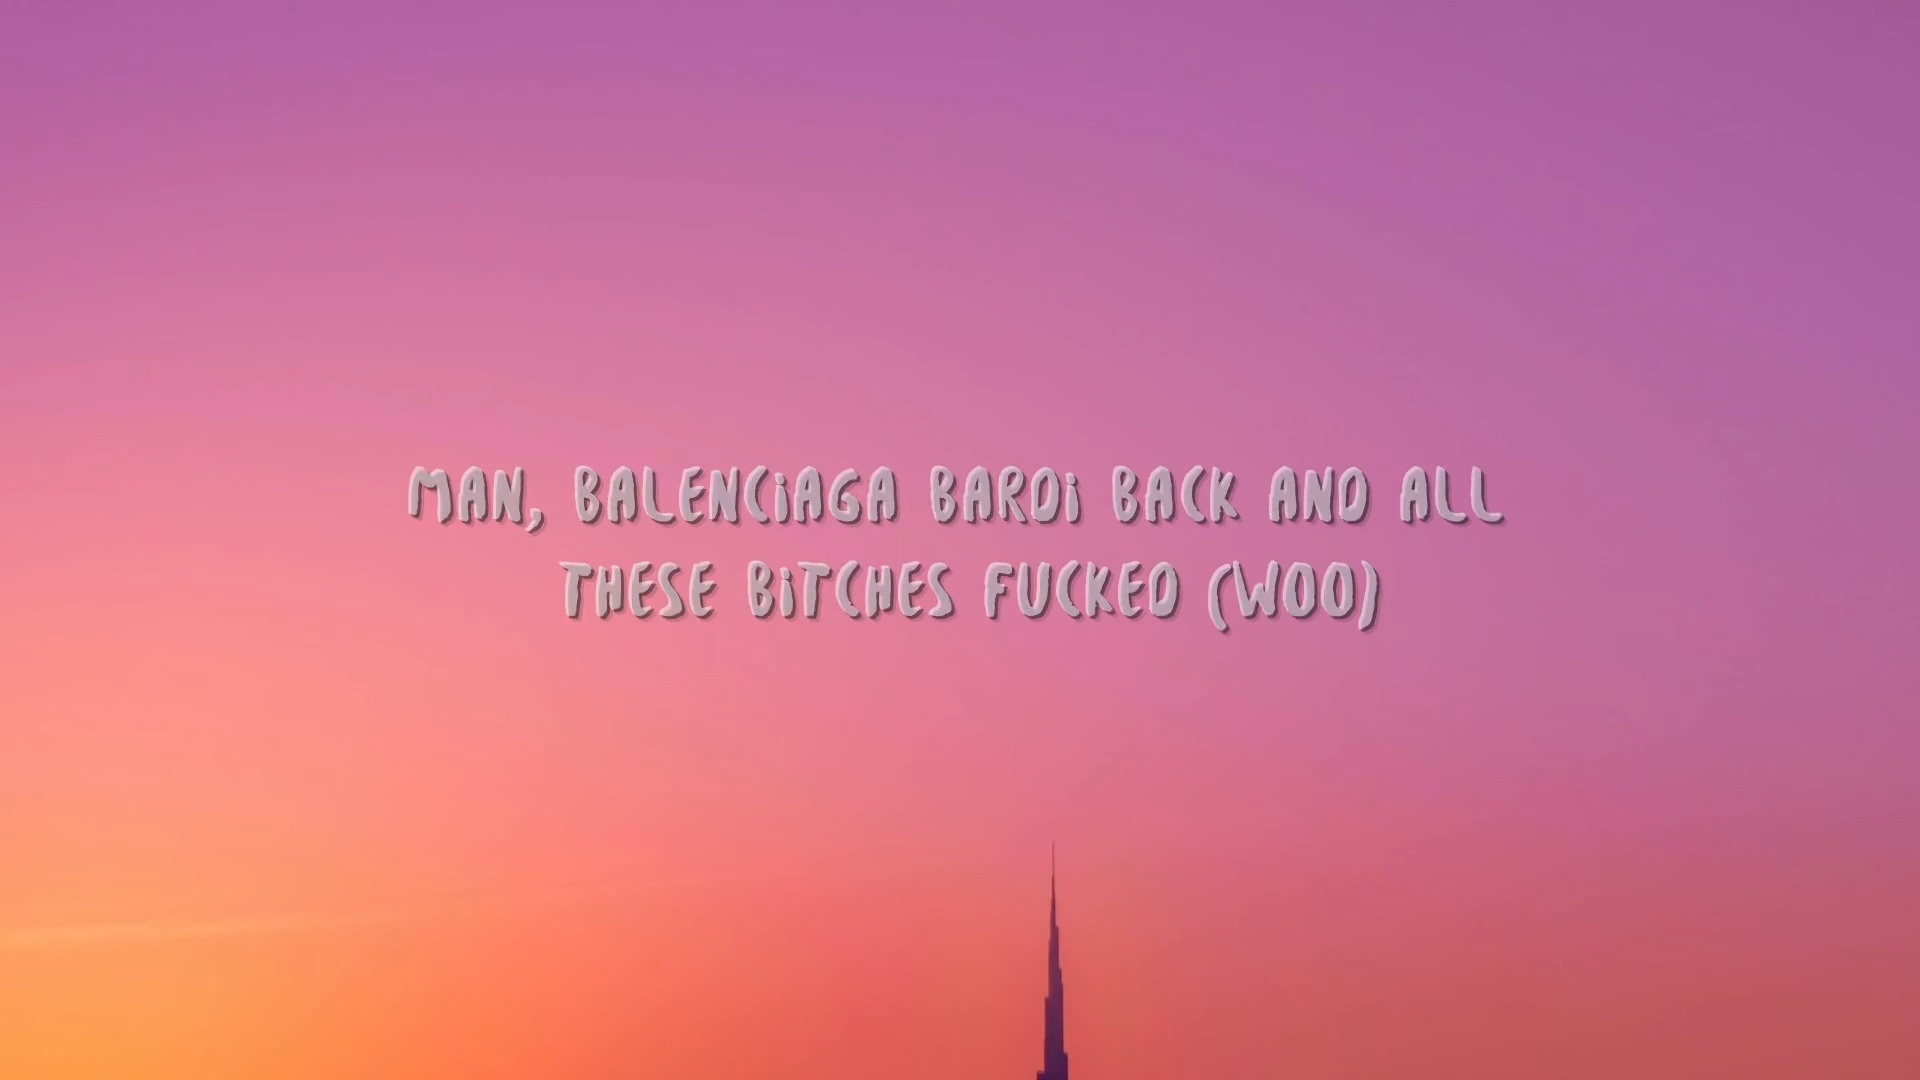 MAN, BALENCiAGA BARDi BACK AND ALL
THESE BiTCHES FUCKED (WOO)